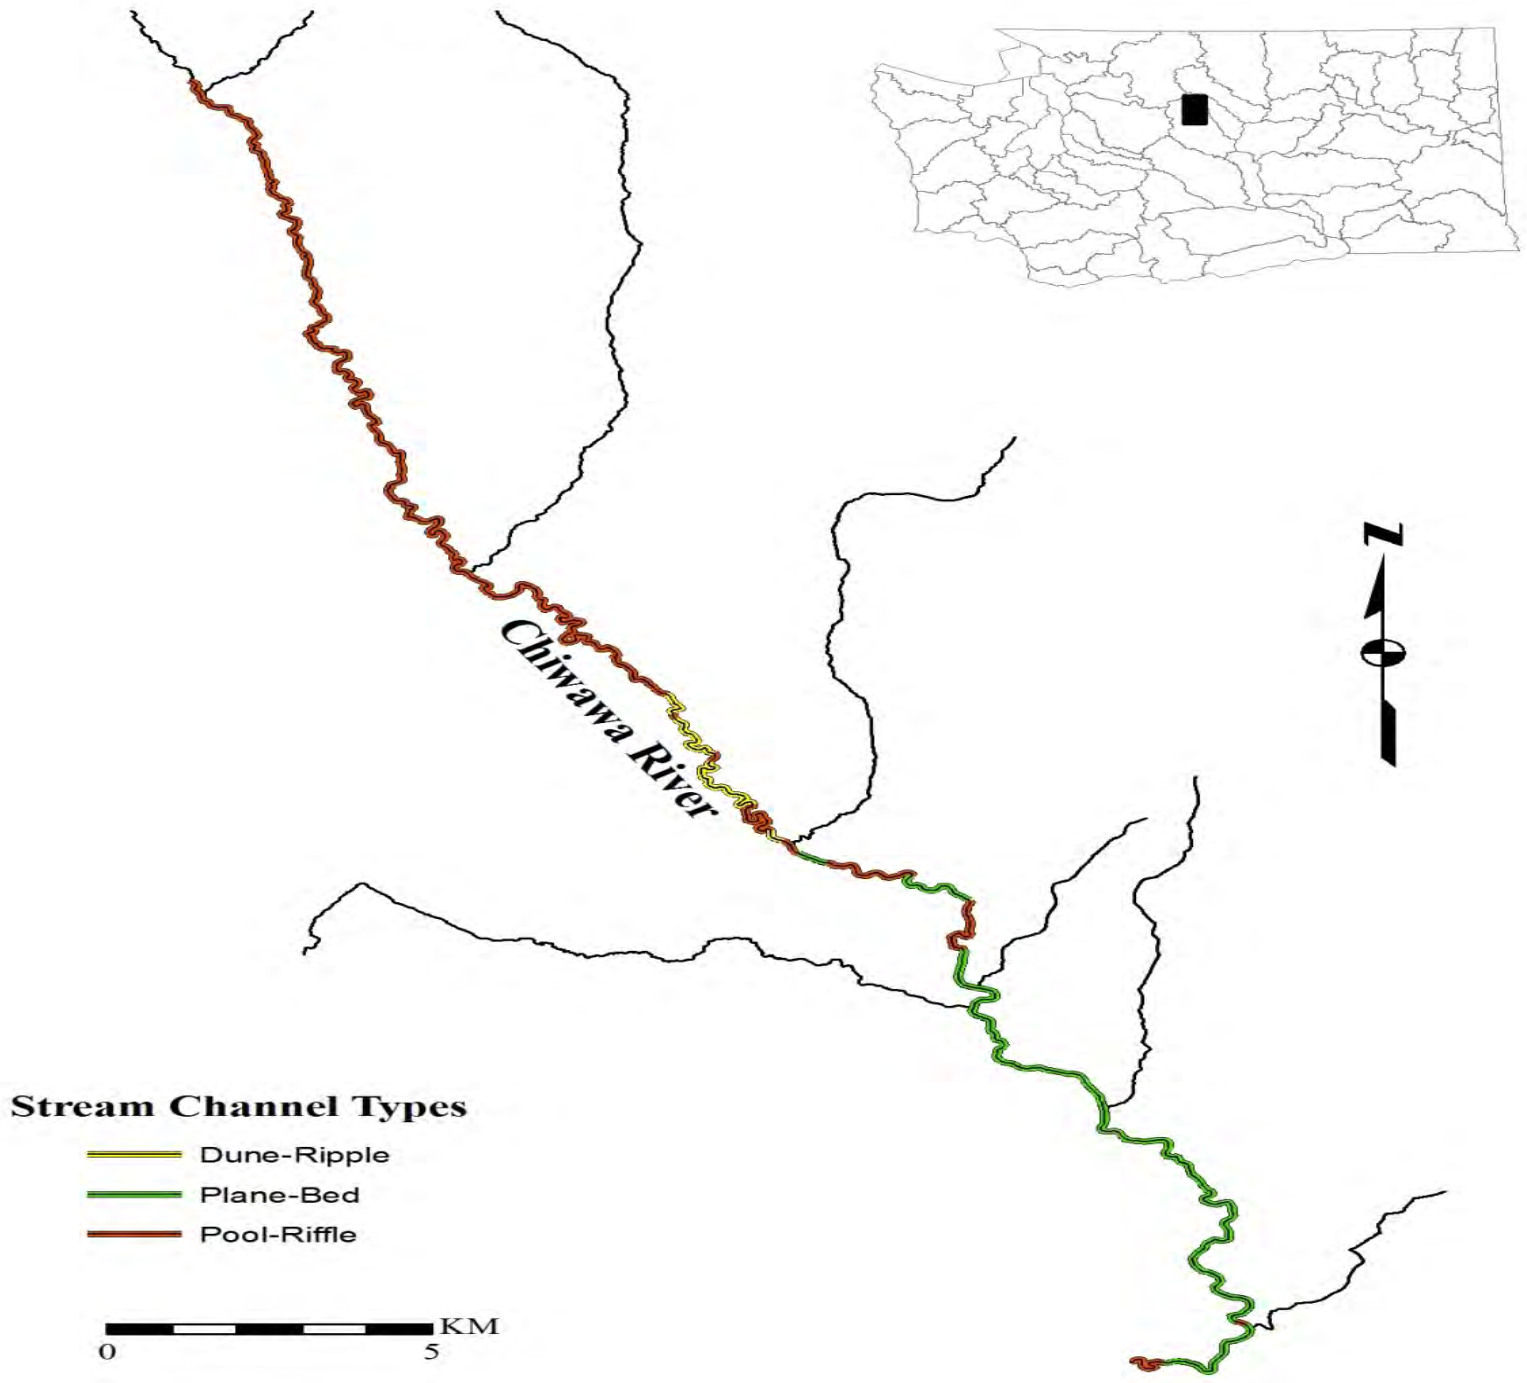 N
Chiwawa River
Stream Channel Types
Dune-Ripple
Plane-Bed
Pool-Riffle
KM
0 5